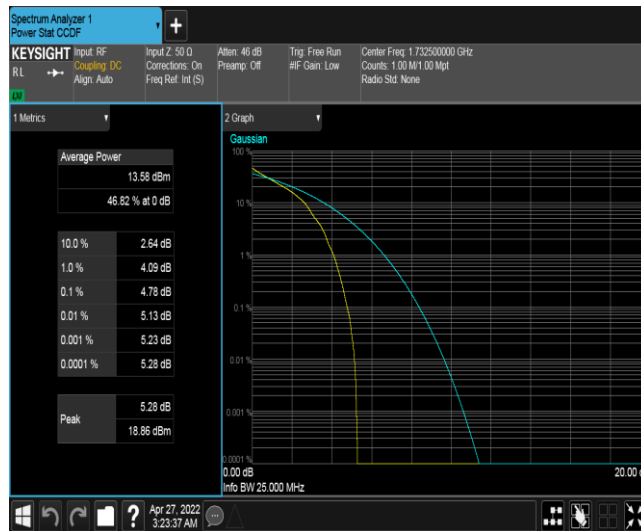 Spectrum Analyzer 1
Power Stat CCDF
+
KEYSIGHT
RL
LXI
Input: RF
Coupling: DC
Align: Auto
Input Z: 50 Ω
Corrections: On
Freq Ref: Int (S)
Atten: 46 dB
Preamp: Off
Trig: Free Run
#IF Gain: Low
Center Freq: 1.732500000 GHz
Counts: 1.00 M/1.00 Mpt
Radio Std: None
1 Metrics
Average Power
13.58 dBm
46.82 % at 0 dB
10.0 % 2.64 dB
1.0 % 4.09 dB
0.1 % 4.78 dB
0.01 % 5.13 dB
0.001 % 5.23 dB
0.0001 % 5.28 dB
Peak
5.28 dB
18.86 dBm
2 Graph
Gaussian
100 %
10 %
1 %
0.1 %
0.01 %
0.001 %
0.0001 %
0.00 dB
20.00
Info BW 25.000 MHz
?
Apr 27, 2022
3:23:37 AM